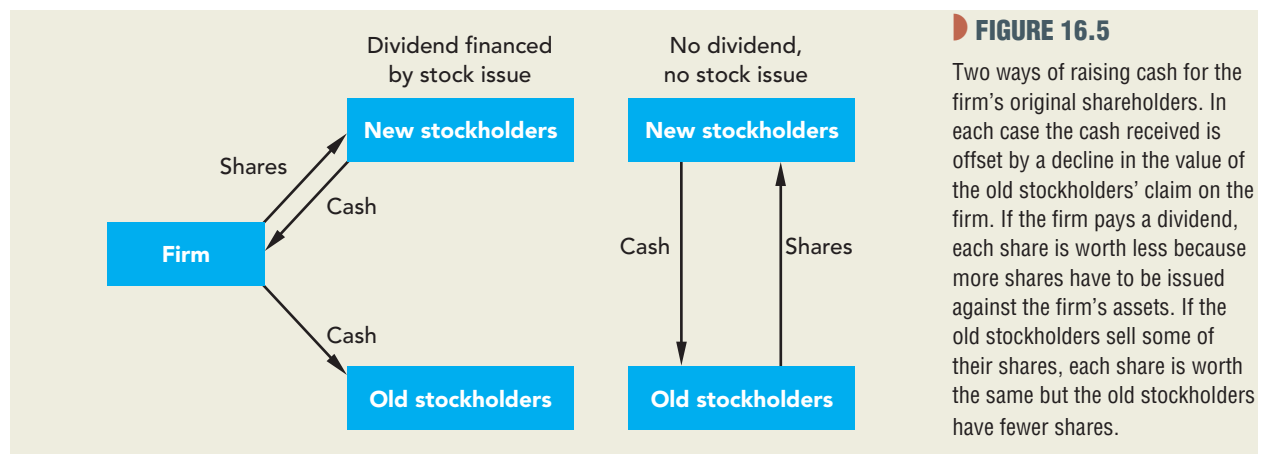 Dividend financed
by stock issue
New stockholders
Shares
Cash
Firm
Cash
Old stockholders
No dividend,
no stock issue
New stockholders
Cash
Shares
Old stockholders
FIGURE 16.5
Two ways of raising cash for the
firm's original shareholders. In
each case the cash received is
offset by a decline in the value of
the old stockholders' claim on the
firm. If the firm pays a dividend,
each share is worth less because
more shares have to be issued
against the firm's assets. If the
old stockholders sell some of
their shares, each share is worth
the same but the old stockholders
have fewer shares.